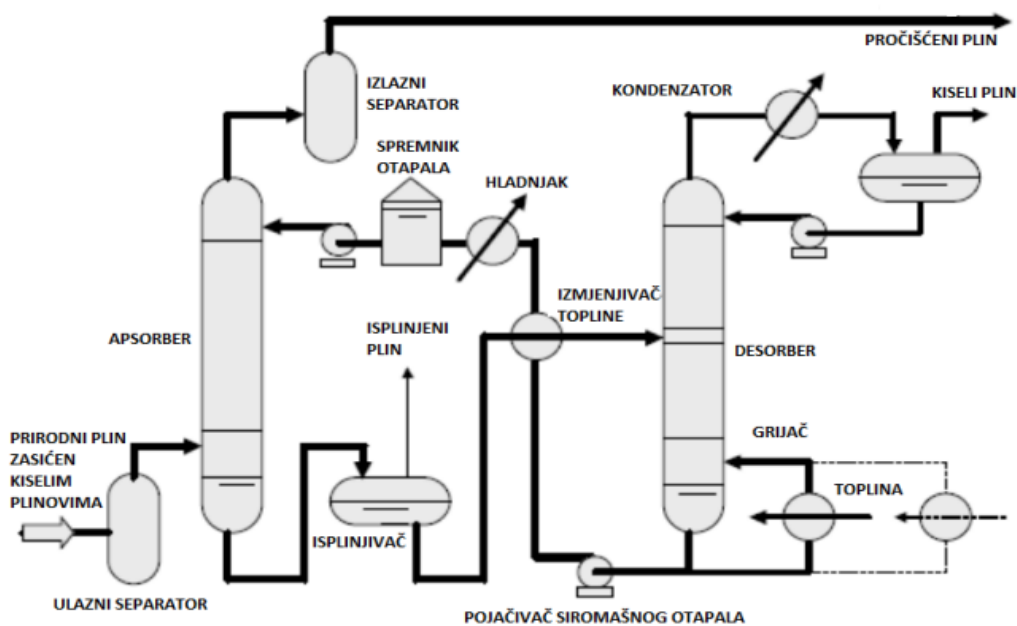 PROČIŠĆENI PLIN
IZLAZNI
SEPARATOR
KONDENZATOR
KISELI PLIN
SPREMNIK
OTAPALA
HLADNJAK
IZMJENJIVAČ
TOPLINE
ISPLINJENI
PLIN
APSORBER
DESORBER
GRIJAČ
PRIRODNI PLIN
ZASIĆEN
KISELIM
PLINOVIMA
TOPLINA
ISPLINJIVAČ
ULAZNI SEPARATOR
POJAČIVAČ SIROMAŠNOG OTAPALA